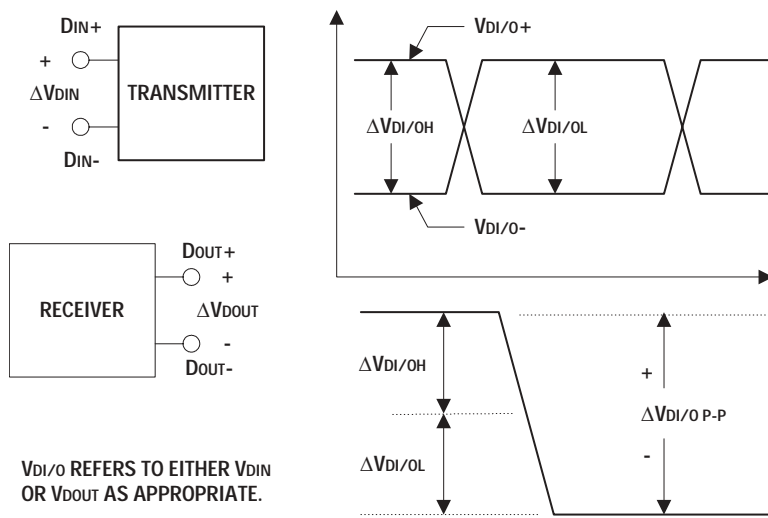 DIN+
+
ΔVDIN
-
DIN-
TRANSMITTER
DOUT+
+
ΔVDOUT
-
DOUT-
RECEIVER
VDI/O REFERS TO EITHER VDIN
OR VDOUT AS APPROPRIATE.
VDI/O+
ΔVDI/OH
ΔVDI/OL
VDI/O-
ΔVDI/OH
ΔVDI/OL
+
ΔVDI/O P-P
-